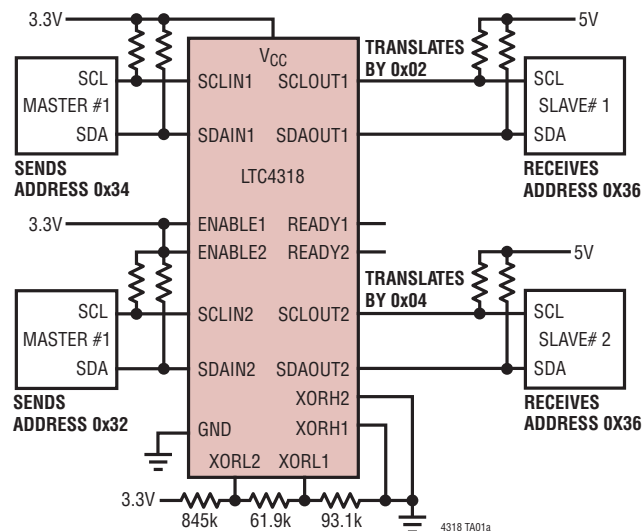 3.3V
5V
VCC
TRANSLATES
BY 0x02
SCL
MASTER #1
SDA
SCLIN1
SCLOUT1
SDAIN1
SDAOUT1
SCL
SLAVE# 1
SDA
SENDS
ADDRESS 0x34
LTC4318
RECEIVES
ADDRESS 0X36
3.3V
ENABLE1
READY1
ENABLE2
READY2
5V
TRANSLATES
BY 0x04
SCL
MASTER #1
SDA
SCLIN2
SCLOUT2
SDAIN2
SDAOUT2
SCL
SLAVE# 2
SDA
SENDS
ADDRESS 0x32
XORH2
RECEIVES
ADDRESS 0X36
GND
XORH1
XORL2
XORL1
3.3V
845k
61.9k
93.1k
4318 TA01a